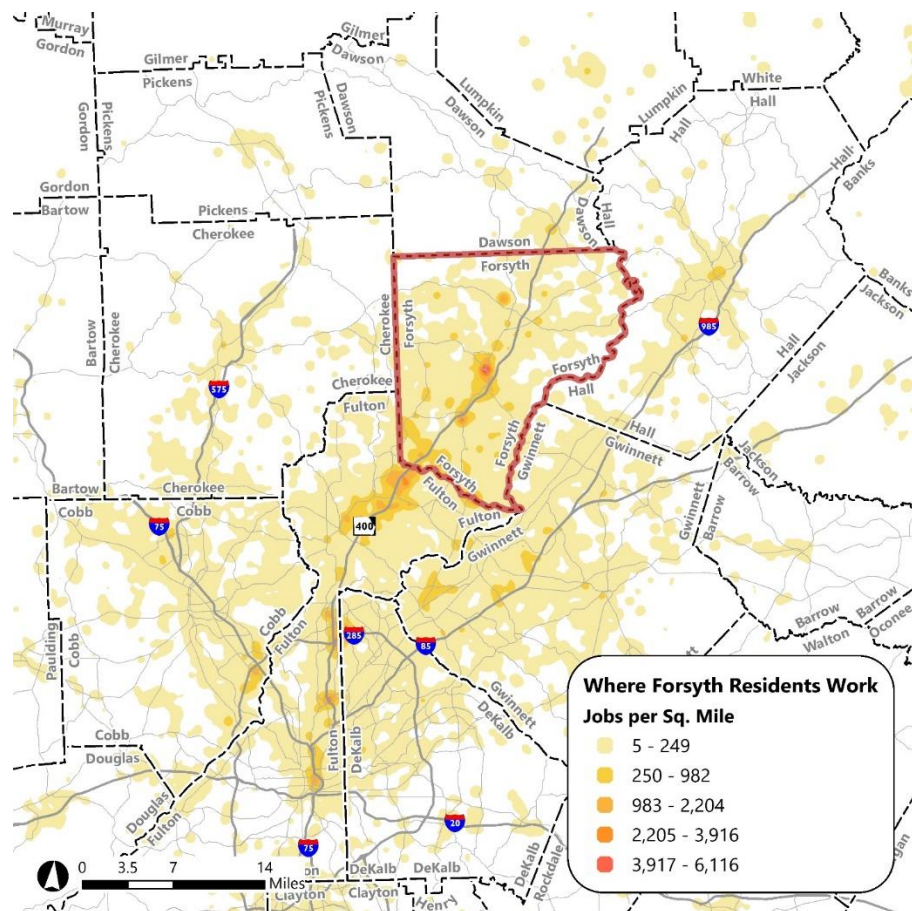 Murray
Gordon
Gilmer
Pickens
Gilmer
Dawson
Dawson
Pickens
Gordon
Pickens
Lumpkin
Dawson
Lumpkin
Hall
White
Hall
Hall
Banks
Gordon
Bartow
Pickens
Cherokee
Hall
Dawson
Dawson
Forsyth
Banks
Jackson
Bartow
Cherokee
Cherokee
Forsyth
985
Hall
Jackson
575
Cherokee
Fulton
Forsyth
Hall
Forsyth
Gwinnett
Hall
Gwinnett
Jackson
Barrow
Gwinnett
Barrow
Bartow
Cobb
Cherokee
Cobb
75
Forsyth
Fulton
Fulton
Gwinnett
400
Cobb
Fulton
285
85
Barrow
Walton
Barrow
Oconee
Paulding
Cobb
Gwinnett
DeKalb
Cobb
Douglas
Fulton
DeKalb
Douglas
Fulton
75
20
DeKalb
Clayton
DeKalb
Clayton
Henry
DeKalb
Rockdale
Where Forsyth Residents Work
Jobs per Sq. Mile
5 - 249
250 - 982
983 - 2,204
2,205 - 3,916
3,917 - 6,116
0 3.5 7 14
Miles